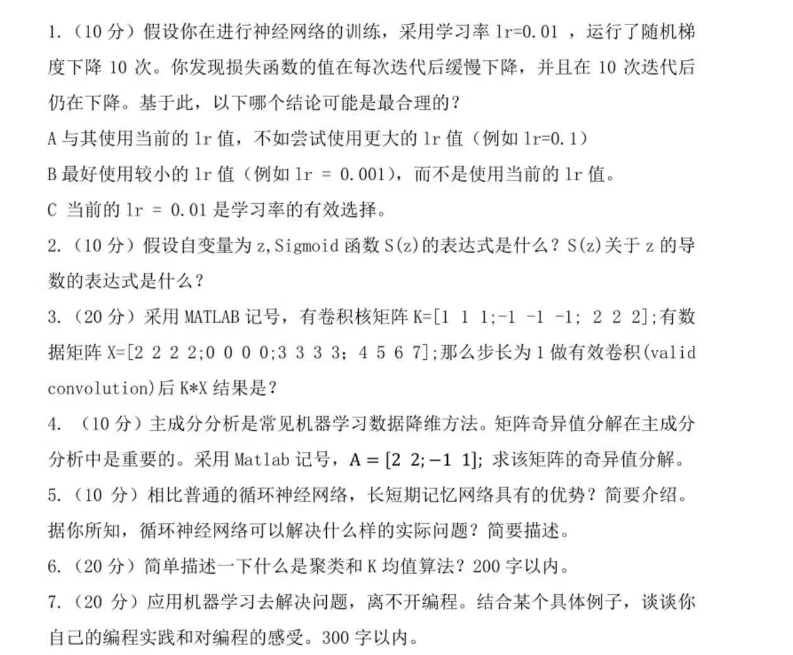 1.（10 分）假设你在进行神经网络的训练，采用学习率 lr=0.01 ，运行了随机梯
度下降 10 次。你发现损失函数的值在每次迭代后缓慢下降，并且在 10 次迭代后
仍在下降。基于此，以下哪个结论可能是最合理的？
A 与其使用当前的 lr 值，不如尝试使用更大的 lr 值（例如 lr=0.1）
B 最好使用较小的 lr 值（例如 lr = 0.001），而不是使用当前的 lr 值。
C 当前的 lr = 0.01 是学习率的有效选择。
2.（10 分）假设自变量为 z,Sigmoid 函数 S(z)的表达式是什么？S(z)关于 z 的导
数的表达式是什么？
3.（20 分）采用 MATLAB 记号，有卷积核矩阵 K=[1 1 1;-1 -1 -1; 2 2 2];有数
据矩阵 X=[2 2 2 2;0 0 0 0;3 3 3 3；4 5 6 7];那么步长为 1 做有效卷积(valid
convolution)后 K*X 结果是？
4. （10 分）主成分分析是常见机器学习数据降维方法。矩阵奇异值分解在主成分
分析中是重要的。采用 Matlab 记号，A = [2 2;−1 1]; 求该矩阵的奇异值分解。
5.（10 分）相比普通的循环神经网络，长短期记忆网络具有的优势？简要介绍。
据你所知，循环神经网络可以解决什么样的实际问题？简要描述。
6.（20 分）简单描述一下什么是聚类和 K 均值算法？200 字以内。
7.（20 分）应用机器学习去解决问题，离不开编程。结合某个具体例子，谈谈你
自己的编程实践和对编程的感受。300 字以内。